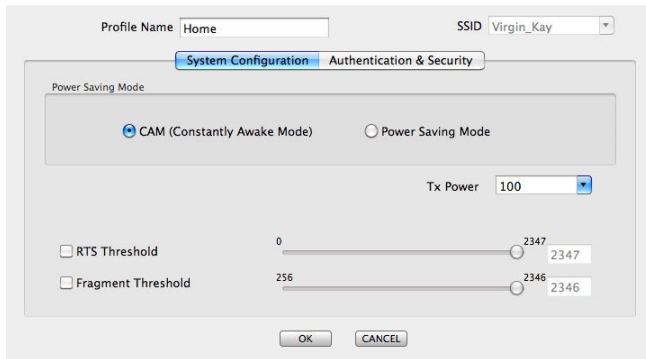 Profile Name Home SSID Virgin_Kay
System Configuration Authentication & Security
Power Saving Mode
CAM (Constantly Awake Mode) Power Saving Mode
Tx Power 100
RTS Threshold 0 2347 2347
Fragment Threshold 256 2346 2346
OK CANCEL